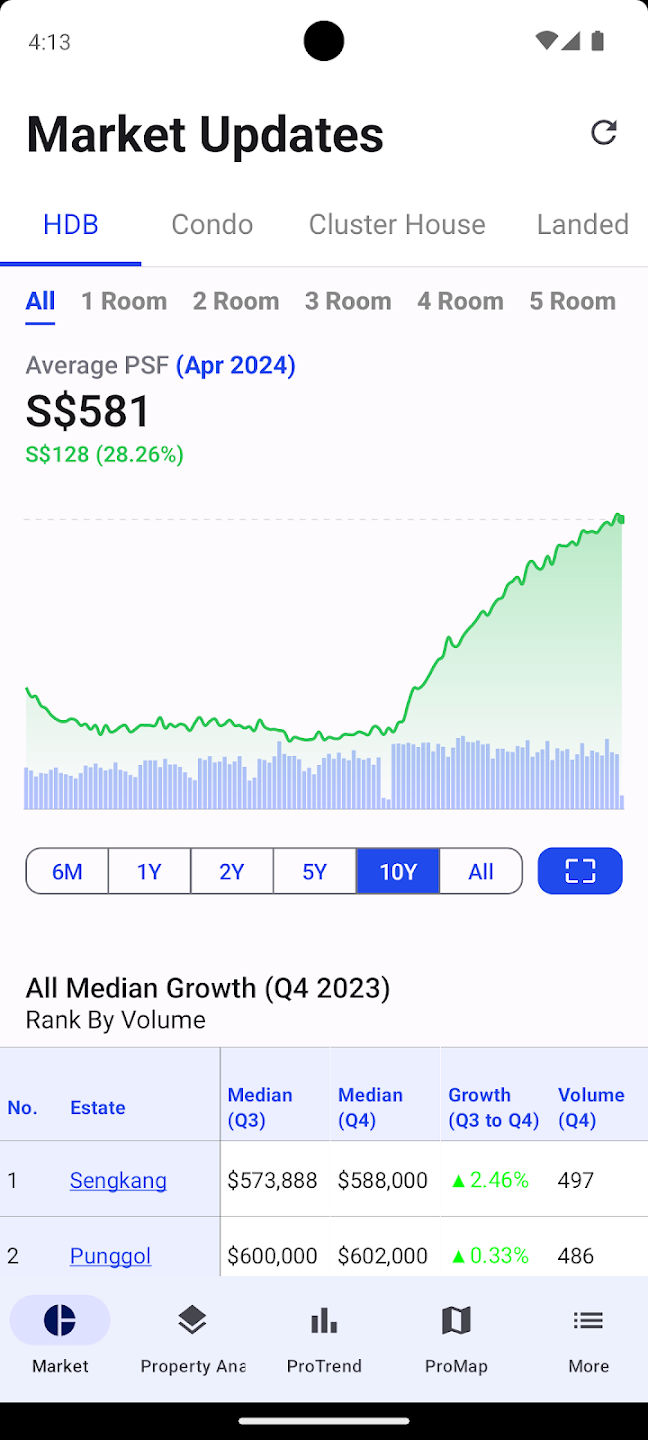 4:13
Market Updates
HDB Condo Cluster House Landed
All 1 Room 2 Room 3 Room 4 Room 5 Room
Average PSF (Apr 2024)
S$581
S$128 (28.26%)
6M 1Y 2Y 5Y 10Y All
All Median Growth (Q4 2023)
Rank By Volume
No. Estate Median (Q3) Median (Q4) Growth (Q3 to Q4) Volume (Q4)
1 Sengkang $573,888 $588,000 ▲2.46% 497
2 Punggol $600,000 $602,000 ▲0.33% 486
Market Property Ana ProTrend ProMap More